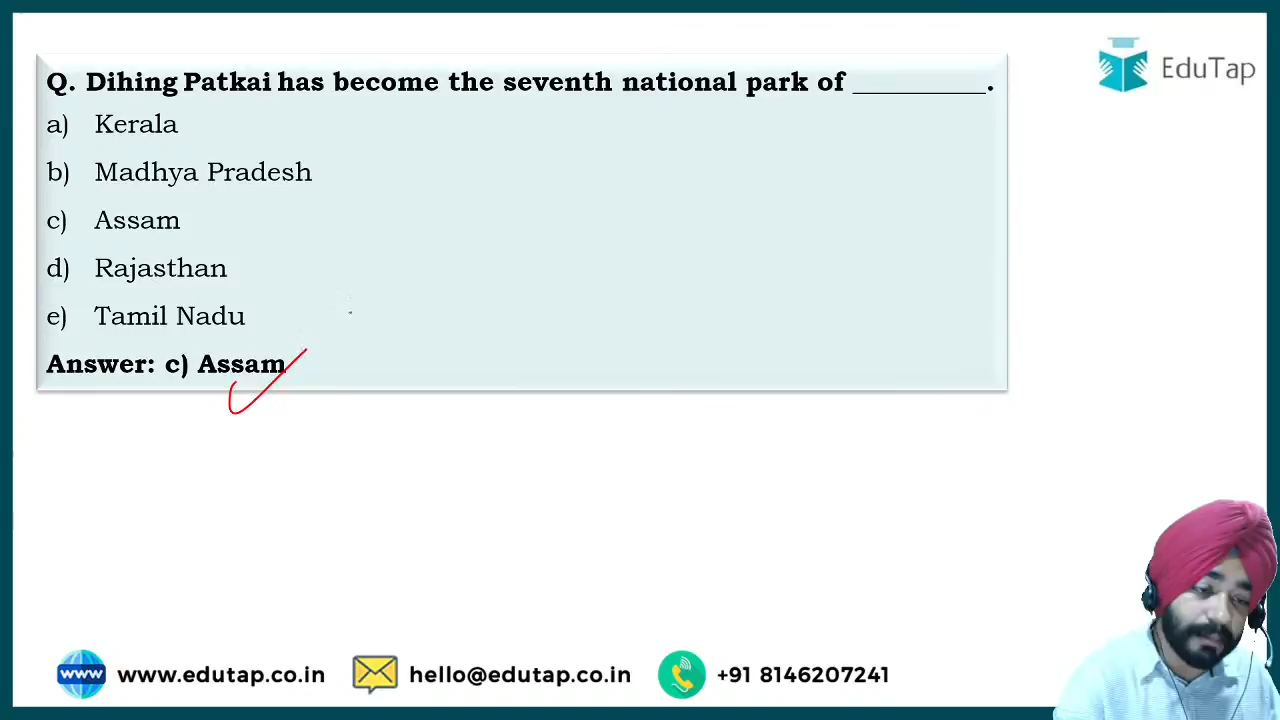 EduTap
Q. Dihing Patkai has become the seventh national park of __________.
a) Kerala
b) Madhya Pradesh
c) Assam
d) Rajasthan
e) Tamil Nadu
Answer: c) Assam
www www.edutap.co.in hello@edutap.co.in +91 8146207241